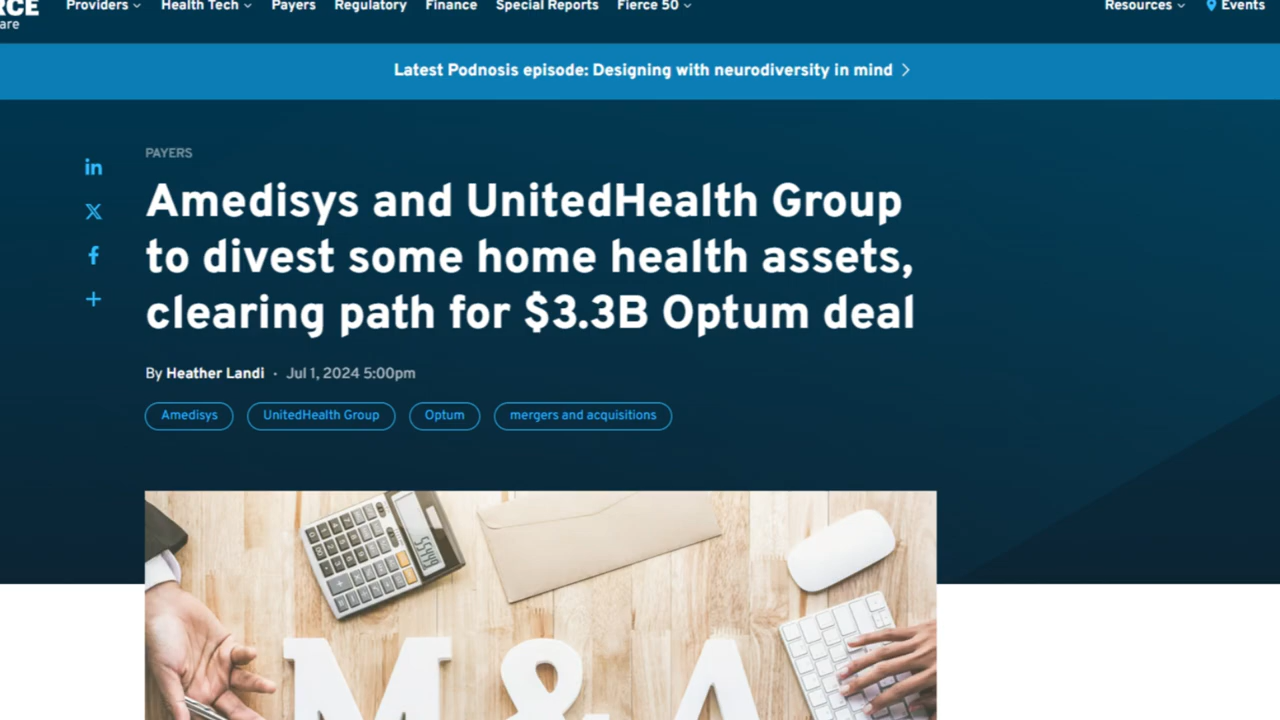 RCE
are
Providers Health Tech Payers Regulatory Finance Special Reports Fierce 50 Resources Events
Latest Podnosis episode: Designing with neurodiversity in mind
PAYERS
Amedisys and UnitedHealth Group
to divest some home health assets,
clearing path for $3.3B Optum deal
By Heather Landi · Jul 1, 2024 5:00pm
Amedisys UnitedHealth Group Optum mergers and acquisitions
M & A